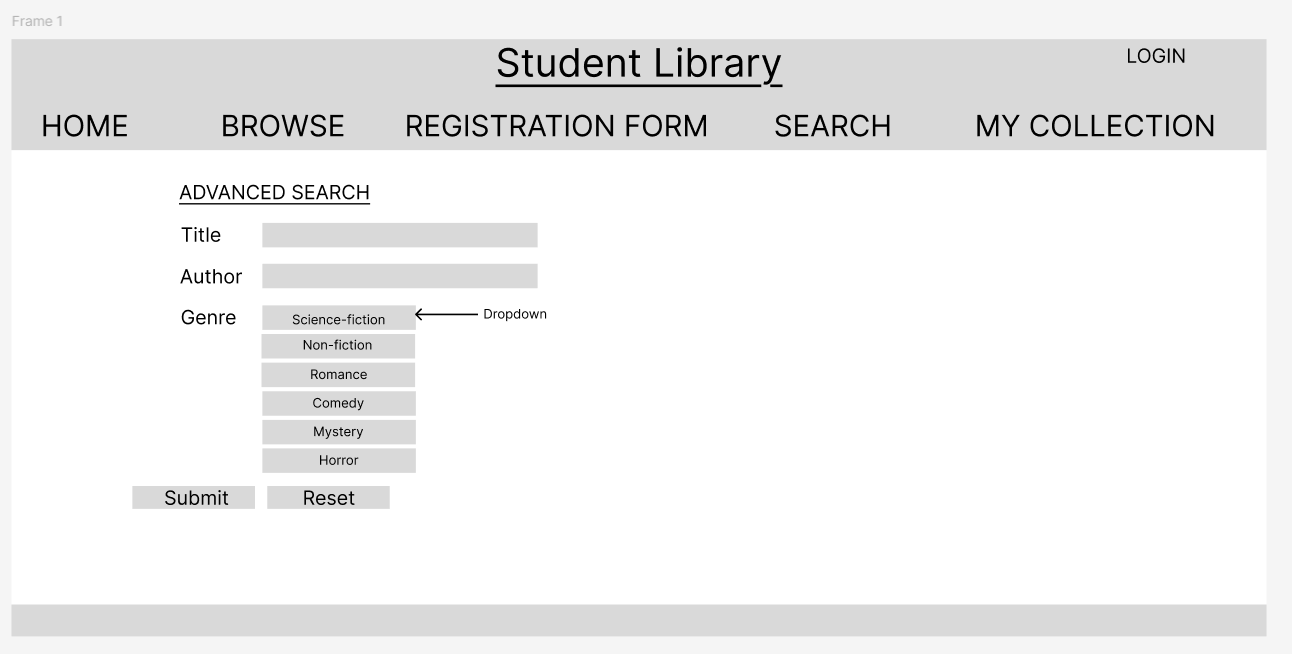 Frame 1
Student Library
LOGIN
HOME BROWSE REGISTRATION FORM SEARCH MY COLLECTION
ADVANCED SEARCH
Title
Author
Genre Science-fiction Dropdown
Non-fiction
Romance
Comedy
Mystery
Horror
Submit Reset